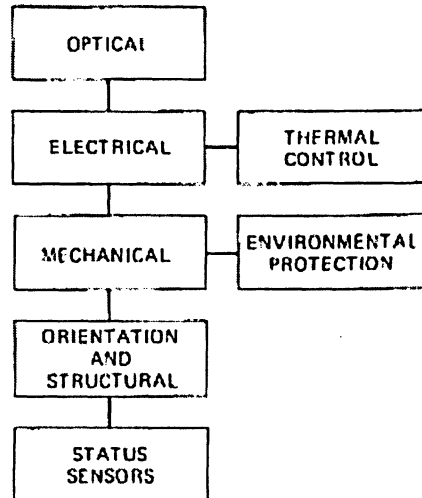 OPTICAL
ELECTRICAL
THERMAL
CONTROL
MECHANICAL
ENVIRONMENTAL
PROTECTION
ORIENTATION
AND
STRUCTURAL
STATUS
SENSORS